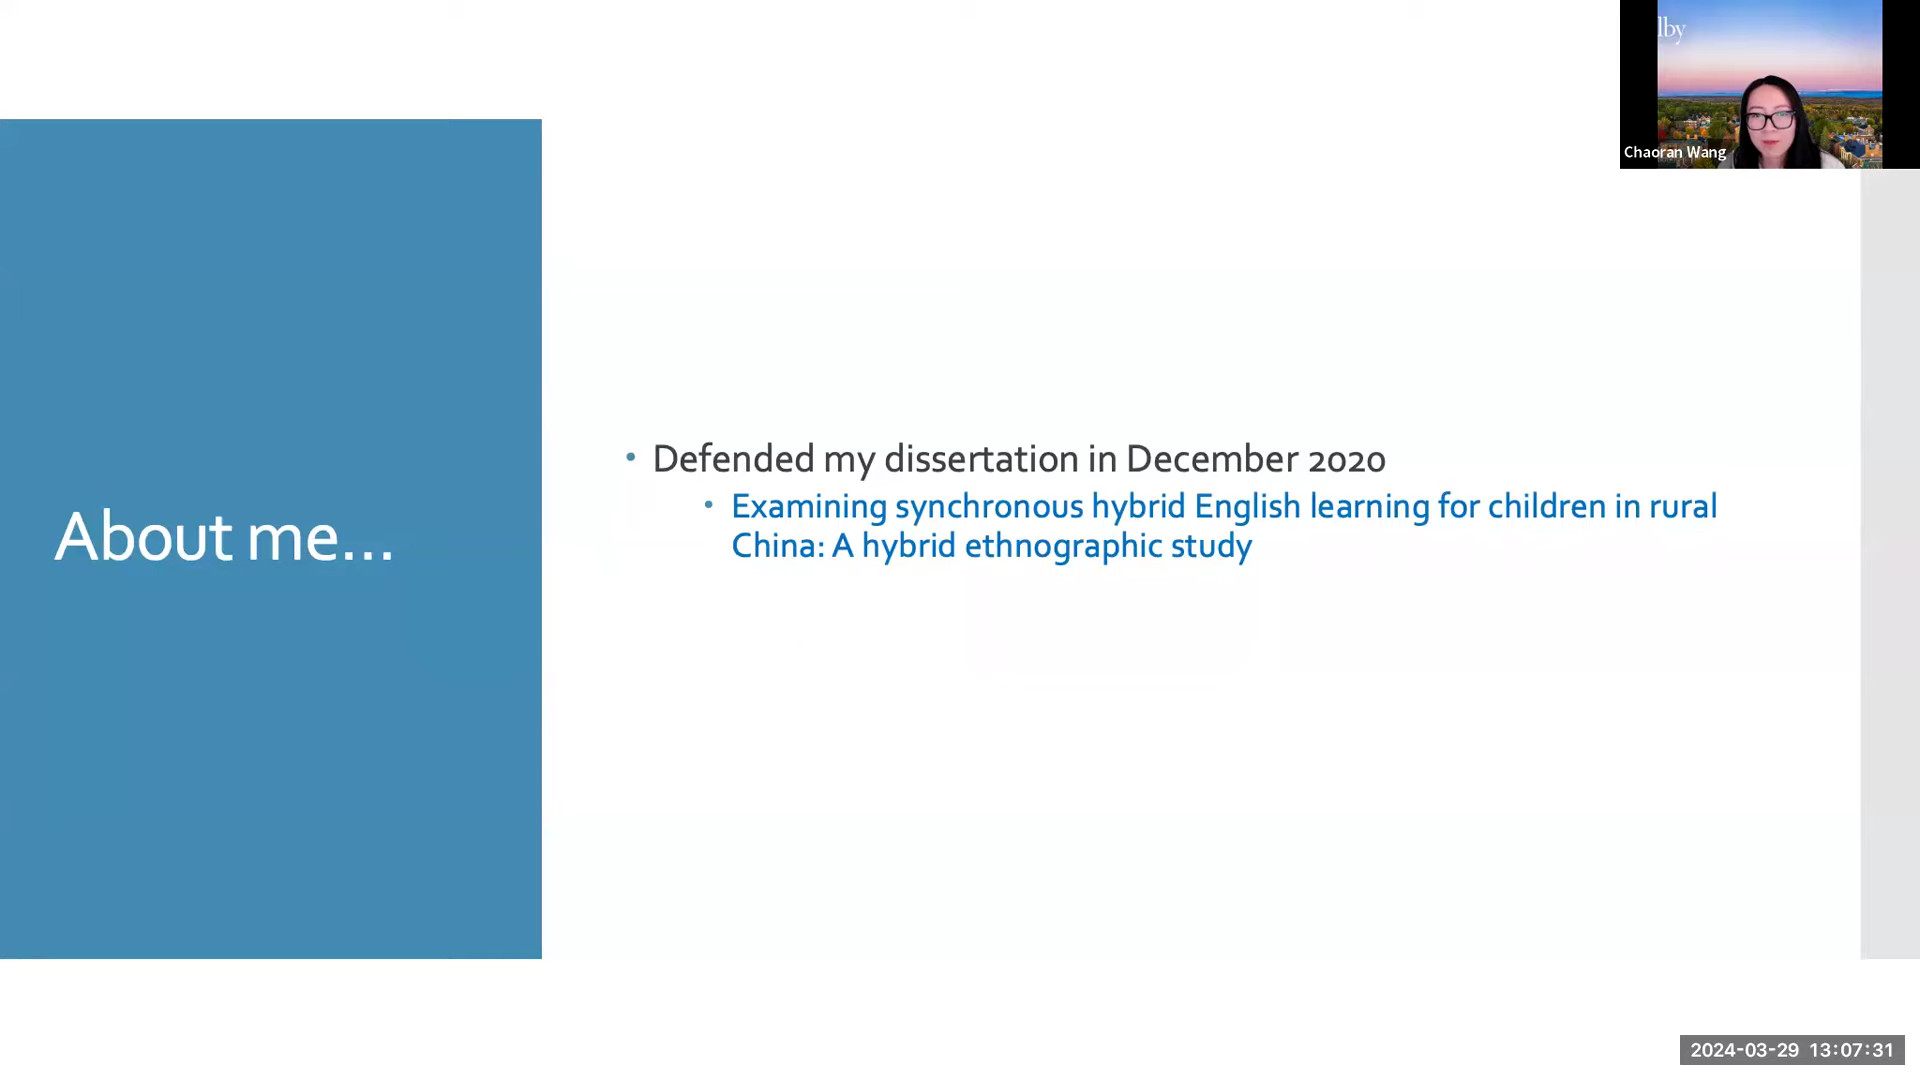 lby
Chaoran Wang
About me...
• Defended my dissertation in December 2020
• Examining synchronous hybrid English learning for children in rural
China: A hybrid ethnographic study
2024-03-29 13:07:31